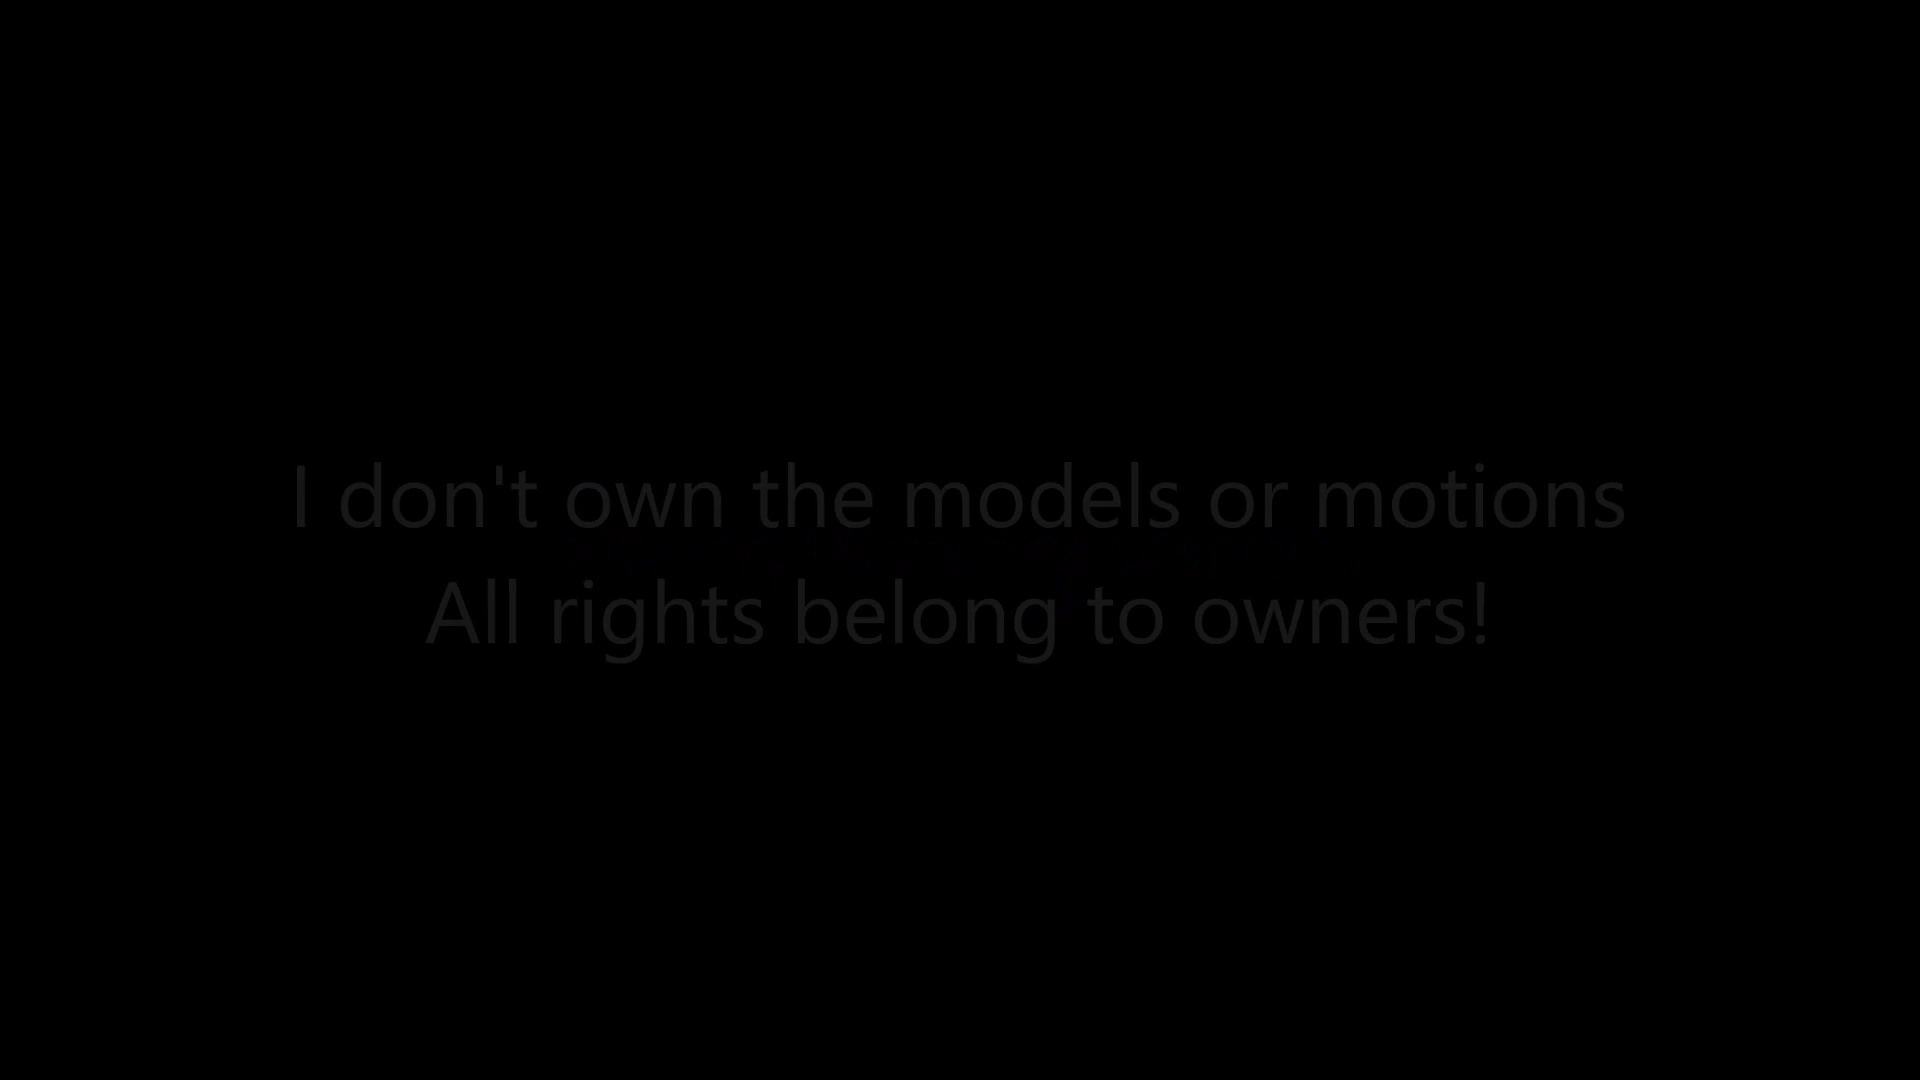 I don't own the models or motions
All rights belong to owners!